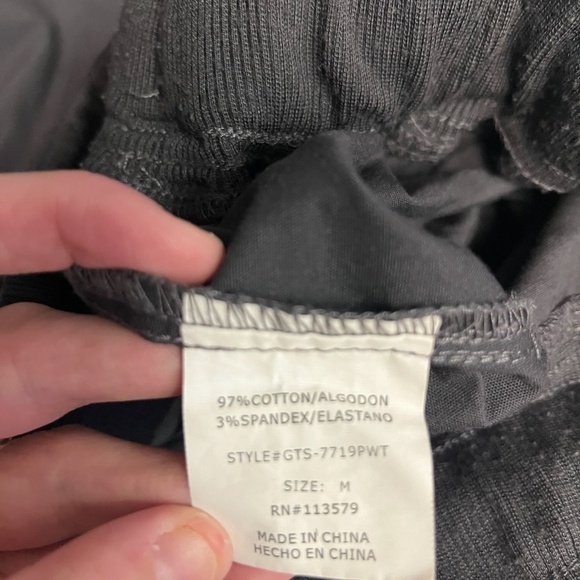 97%COTTON/ALGODON
3%SPANDEX/ELASTANO
STYLE#GTS-7719PWT
SIZE: M
RN#113579
MADE IN CHINA
HECHO EN CHINA